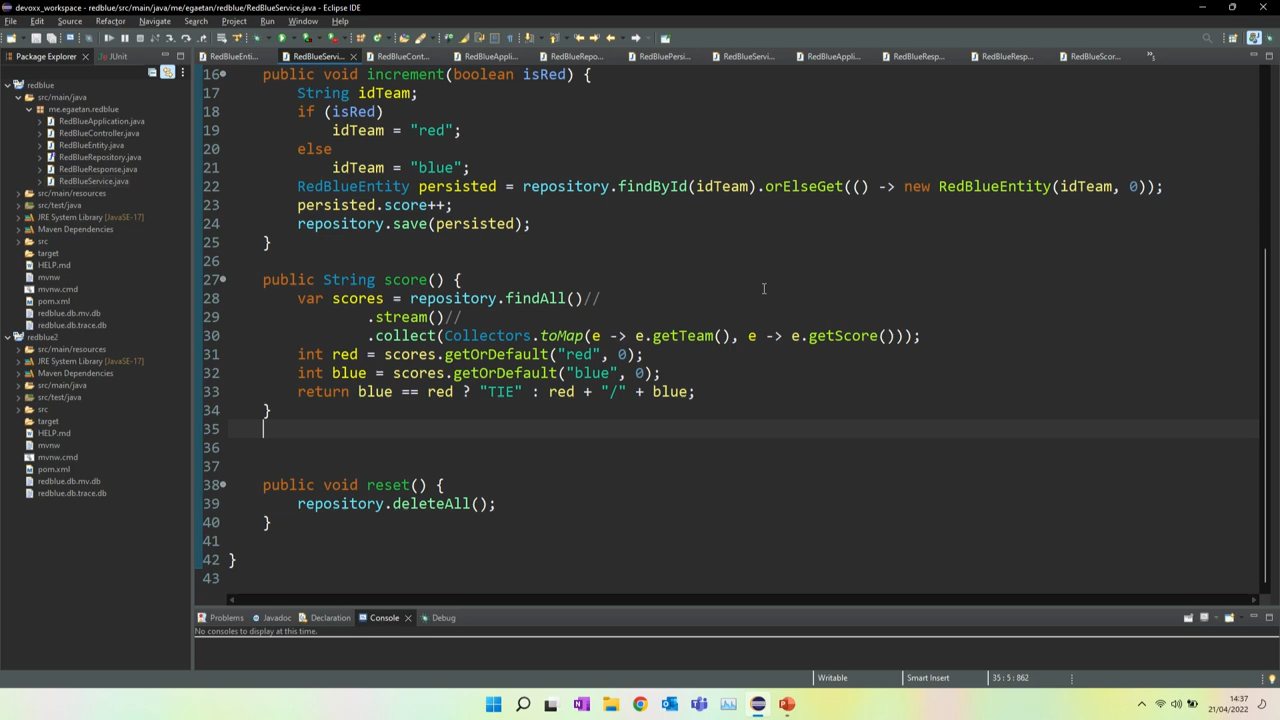 devoxx_workspace - redblue/src/main/java/me/egaetan/redblue/RedBlueService.java - Eclipse IDE
File Edit Source Refactor Navigate Search Project Run Window Help
Package Explorer JUnit
RedBlueEnti... RedBlueServi... RedBlueCont... RedBlueAppli... RedBlueRepo... RedBluePersi... RedBlueServi... RedBlueAppli... RedBlueResp... RedBlueResp... RedBlueScor...
redblue
src/main/java
me.egaetan.redblue
RedBlueApplication.java
RedBlueController.java
RedBlueEntity.java
RedBlueRepository.java
RedBlueResponse.java
RedBlueService.java
src/main/resources
src/test/java
JRE System Library [JavaSE-17]
Maven Dependencies
src
target
HELP.md
mvnw
mvnw.cmd
pom.xml
redblue.db.mv.db
redblue.db.trace.db
redblue2
src/main/resources
JRE System Library [JavaSE-17]
Maven Dependencies
src/main/java
src/test/java
src
target
HELP.md
mvnw
mvnw.cmd
pom.xml
redblue.db.mv.db
redblue.db.trace.db
16 public void increment(boolean isRed) {
17 String idTeam;
18 if (isRed)
19 idTeam = "red";
20 else
21 idTeam = "blue";
22 RedBlueEntity persisted = repository.findById(idTeam).orElseGet(() -> new RedBlueEntity(idTeam, 0));
23 persisted.score++;
24 repository.save(persisted);
25 }
26
27 public String score() {
28 var scores = repository.findAll()//
29 .stream()//
30 .collect(Collectors.toMap(e -> e.getTeam(), e -> e.getScore()));
31 int red = scores.getOrDefault("red", 0);
32 int blue = scores.getOrDefault("blue", 0);
33 return blue == red ? "TIE" : red + "/" + blue;
34 }
35
36
37
38 public void reset() {
39 repository.deleteAll();
40 }
41
42 }
43
Problems Javadoc Declaration Console Debug
No consoles to display at this time.
Writable Smart Insert 35 : 5 : 862
14:37
21/04/2022